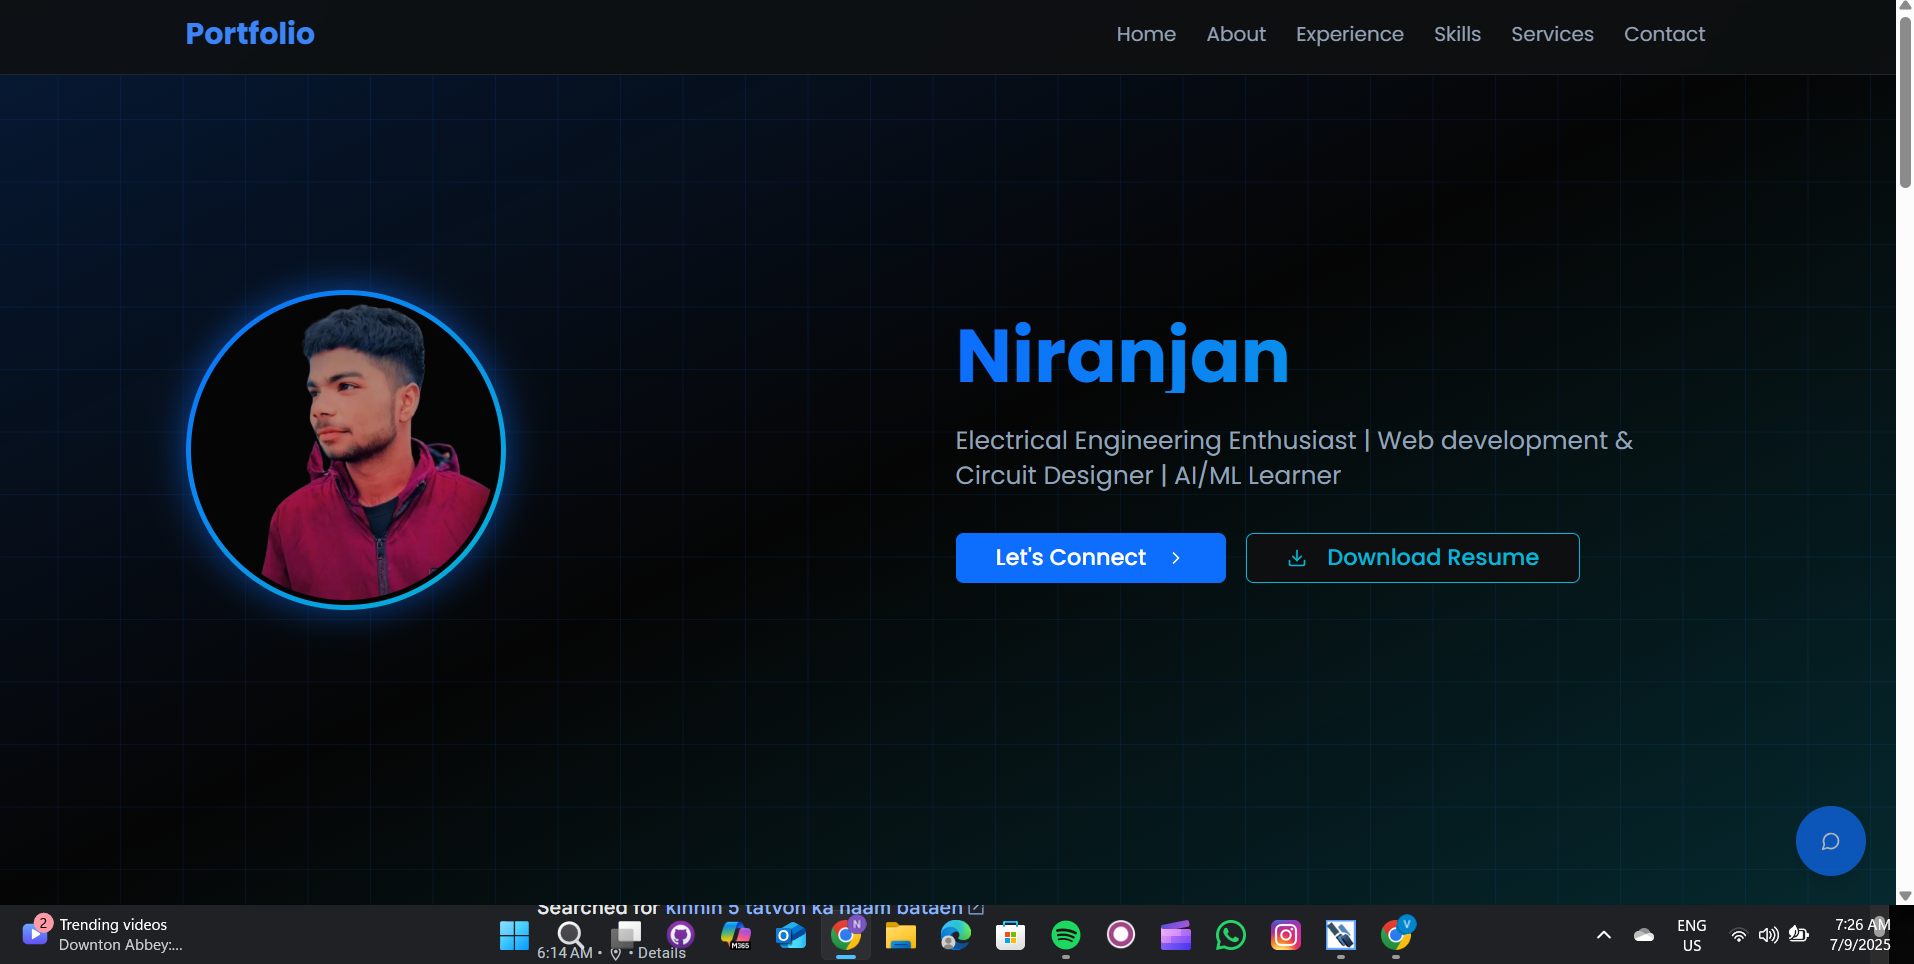 Portfolio
Home About Experience Skills Services Contact
Niranjan
Electrical Engineering Enthusiast | Web development &
Circuit Designer | AI/ML Learner
Let's Connect
Download Resume
Searched for kinnin 5 tatvon ka naam bataen
6:14 AM • • Details
2
Trending videos
Downton Abbey:...
M365
O
N
V
ENG
US
7:26 AM
7/9/2025